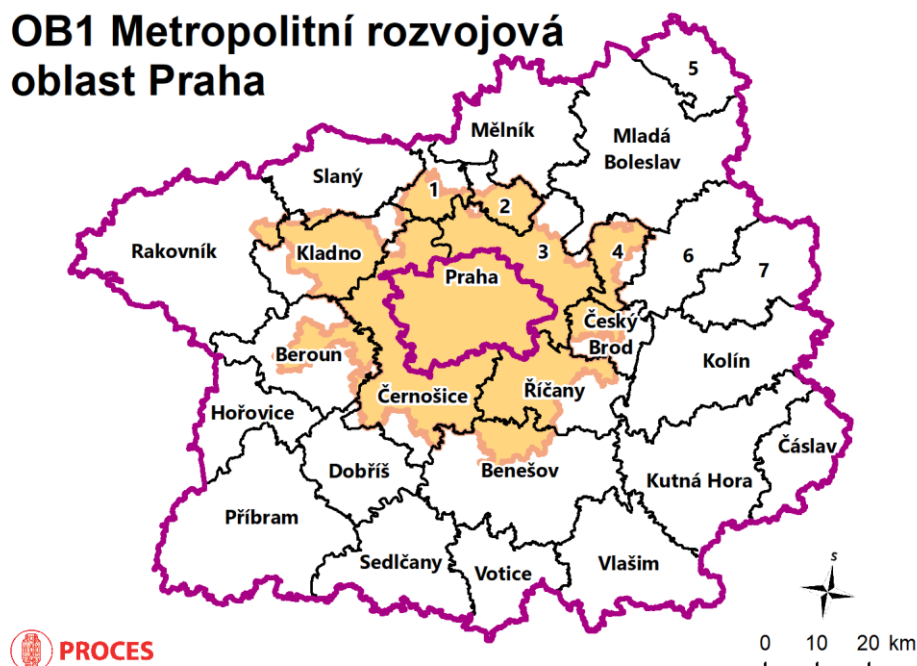 OB1 Metropolitní rozvojová
oblast Praha
5
Mělník
Mladá
Boleslav
Slaný
1
2
Rakovník
Kladno
3
4
6
7
Praha
Český
Brod
Beroun
Kolín
Černošice
Říčany
Hořovice
Čáslav
Dobříš
Benešov
Kutná Hora
Příbram
Sedlčany
Votice
Vlašim
S
PROCES
0 10 20 km